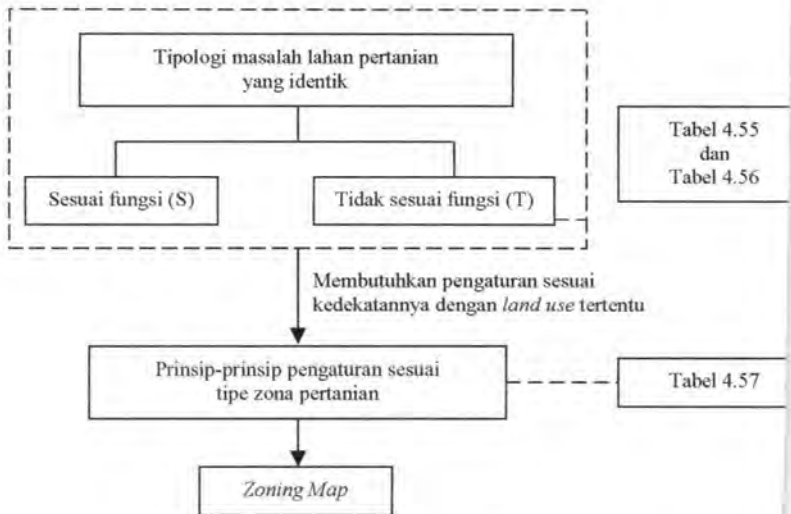 Tipologi masalah lahan pertanian
yang identik
Sesuai fungsi (S)
Tidak sesuai fungsi (T)
Tabel 4.55
dan
Tabel 4.56
Membutuhkan pengaturan sesuai
kedekatannya dengan land use tertentu
Prinsip-prinsip pengaturan sesuai
tipe zona pertanian
Tabel 4.57
Zoning Map